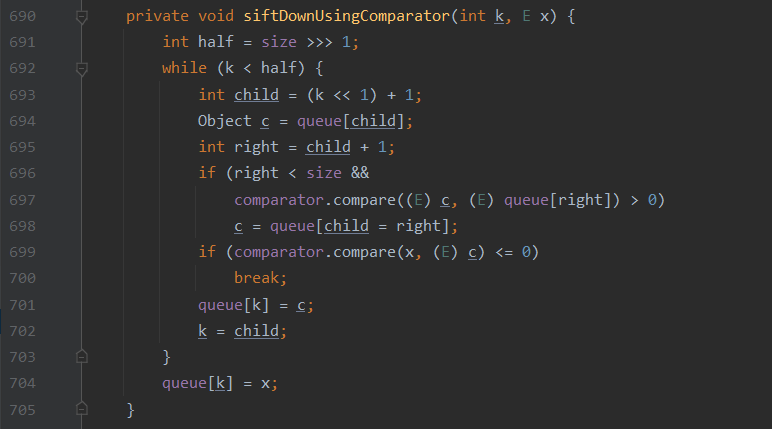 690 private void siftDownUsingComparator(int k, E x) {
691 int half = size >>> 1;
692 while (k < half) {
693 int child = (k << 1) + 1;
694 Object c = queue[child];
695 int right = child + 1;
696 if (right < size &&
697 comparator.compare((E) c, (E) queue[right]) > 0)
698 c = queue[child = right];
699 if (comparator.compare(x, (E) c) <= 0)
700 break;
701 queue[k] = c;
702 k = child;
703 }
704 queue[k] = x;
705 }